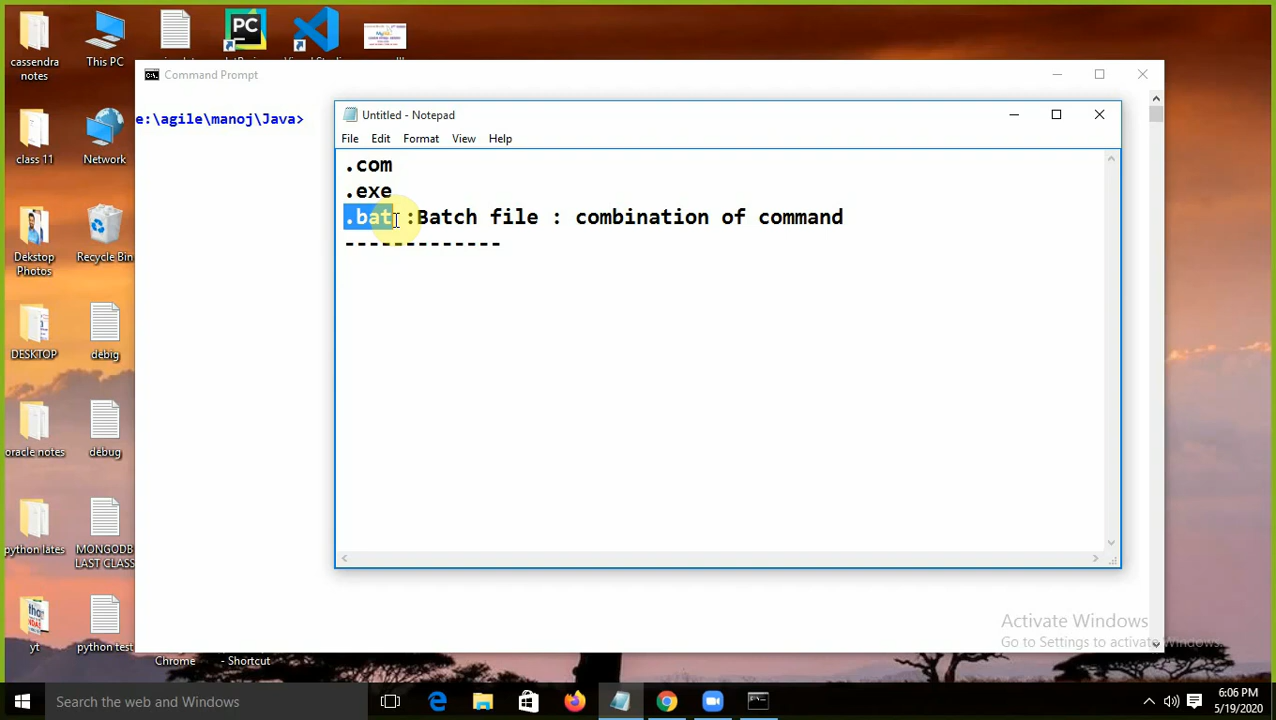 cassendra notes
This PC
Command Prompt
e:\agile\manoj\Java>
Untitled - Notepad
File Edit Format View Help
.com
.exe
.bat :Batch file : combination of command
-------------
class 11
Network
Dekstop Photos
Recycle Bin
DESKTOP
debig
oracle notes
debug
python lates
MONGODB LAST CLASS
yt
python test
Chrome
- Shortcut
Activate Windows
Go to Settings to activate Windows.
Search the web and Windows
6:06 PM
5/19/2020